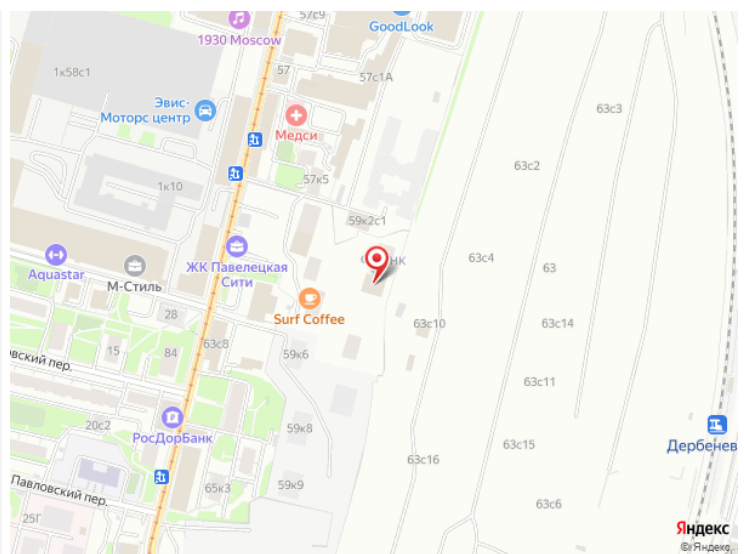 57с9
GoodLook
1930 Moscow
57
57с1А
1к58с1
Эвис-
Моторс центр
63с3
Медси
63с2
57к5
1к10
59к2с1
ЖК Павелецкая
Сити
63с4
63
Aquastar
М-Стиль
Surf Coffee
28
63с10
63с14
63с8
15
84
59к6
вский пер.
63с11
20с2
РосДорБанк
59к8
63с15
Дербенев
63с16
Павловский пер.
65к3
59к9
63с6
25Г
Яндекс
© Яндекс